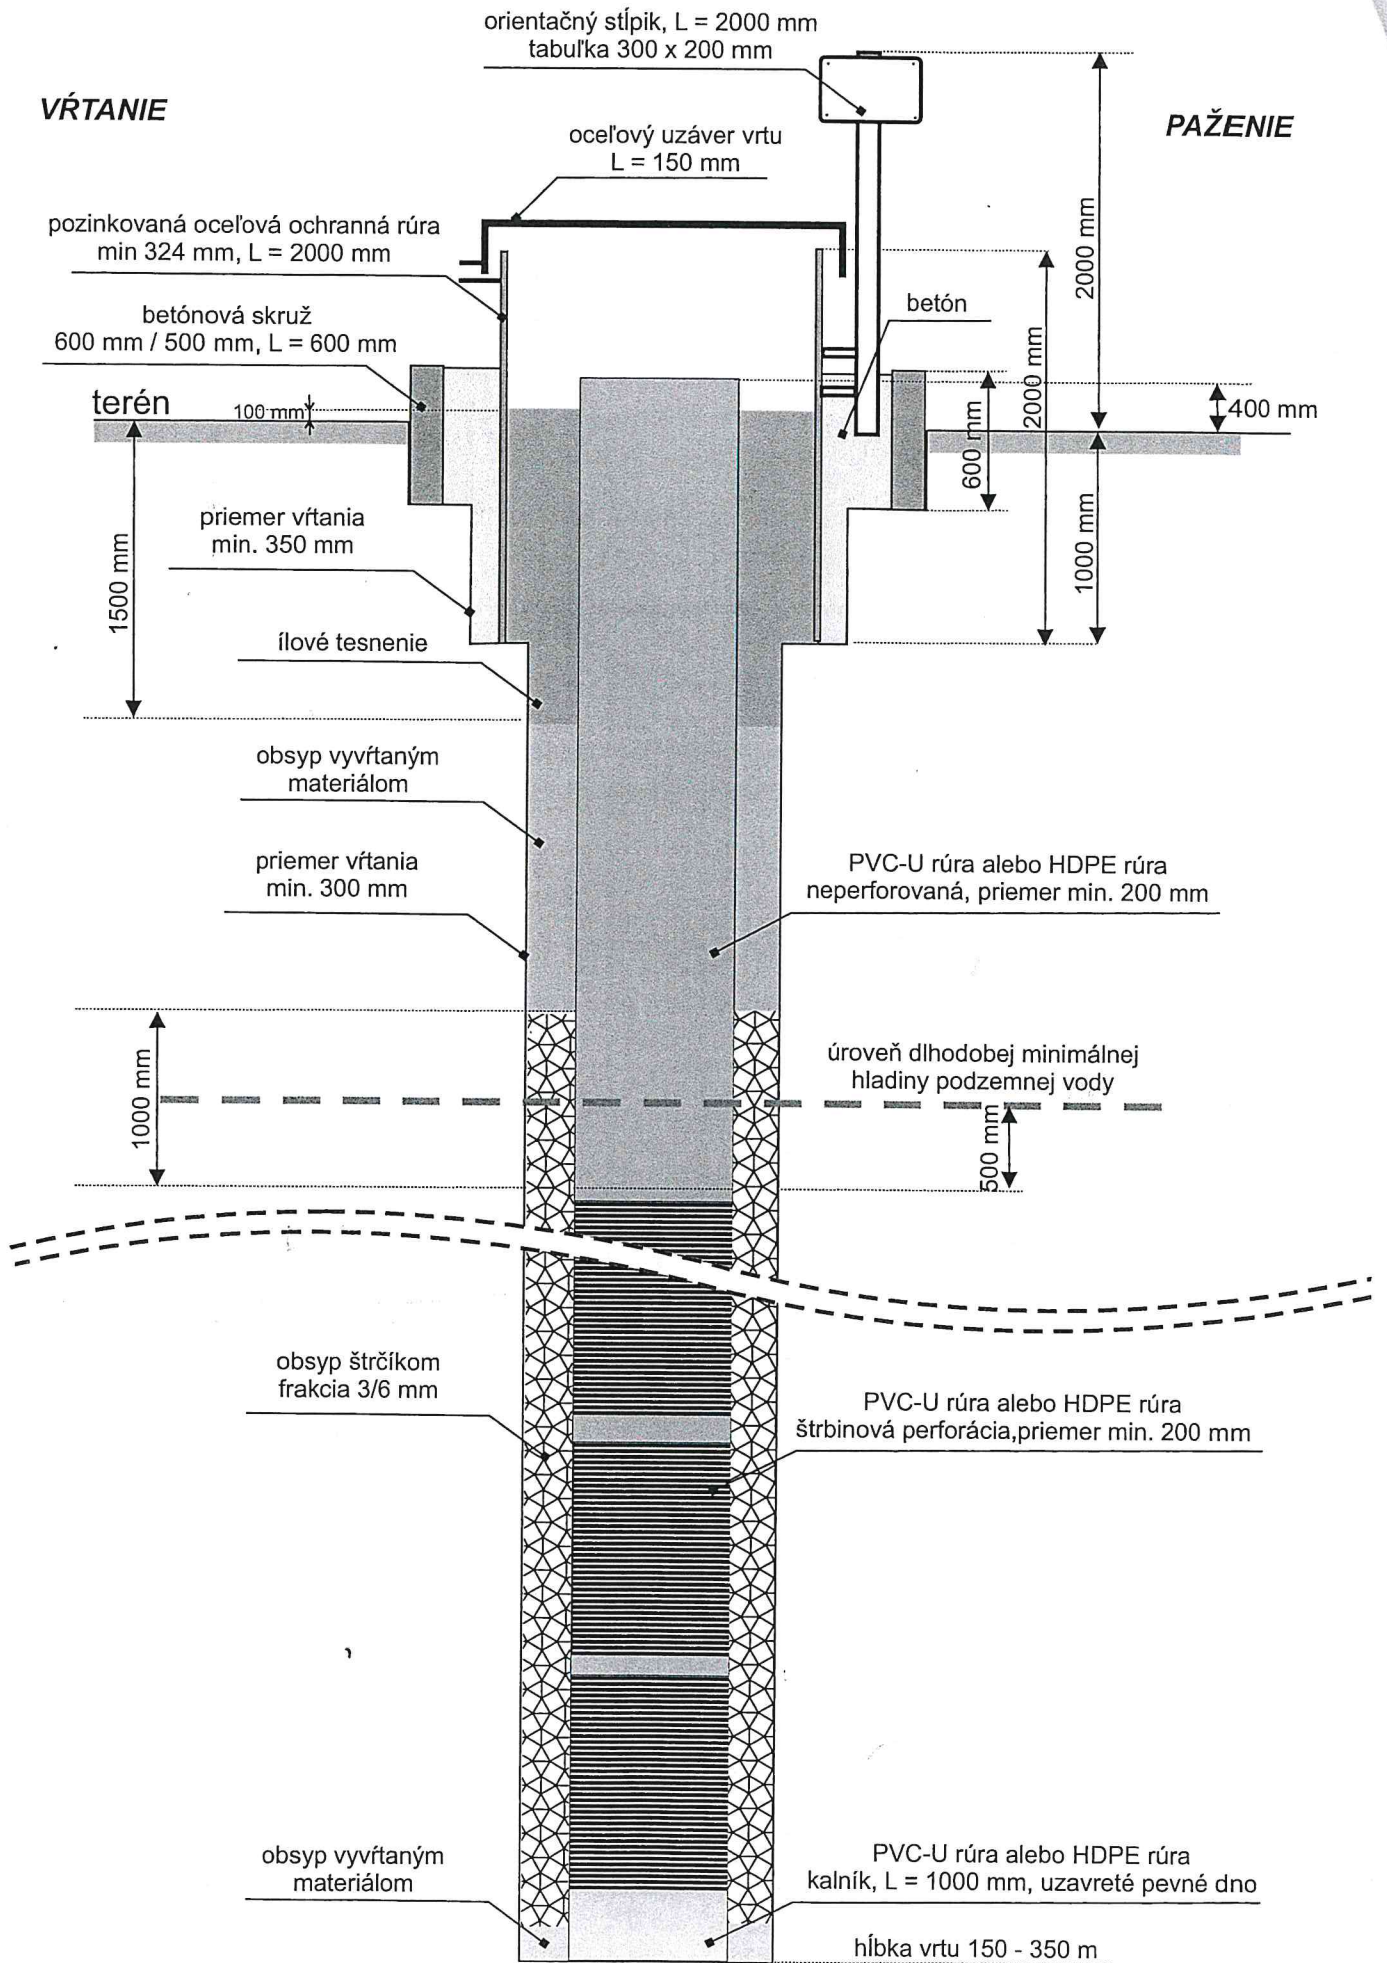 orientačný stĺpik, L = 2000 mm
tabuľka 300 x 200 mm
VŔTANIE
PAŽENIE
oceľový uzáver vrtu
L = 150 mm
pozinkovaná oceľová ochranná rúra
min 324 mm, L = 2000 mm
2000 mm
betónová skruž
600 mm / 500 mm, L = 600 mm
betón
2000 mm
terén
100 mm
400 mm
600 mm
priemer vŕtania
min. 350 mm
1500 mm
1000 mm
ílové tesnenie
obsyp vyvŕtaným
materiálom
priemer vŕtania
min. 300 mm
PVC-U rúra alebo HDPE rúra
neperforovaná, priemer min. 200 mm
1000 mm
úroveň dlhodobej minimálnej
hladiny podzemnej vody
500 mm
obsyp štrčíkom
frakcia 3/6 mm
PVC-U rúra alebo HDPE rúra
štrbinová perforácia,priemer min. 200 mm
obsyp vyvŕtaným
materiálom
PVC-U rúra alebo HDPE rúra
kalník, L = 1000 mm, uzavreté pevné dno
hĺbka vrtu 150 - 350 m